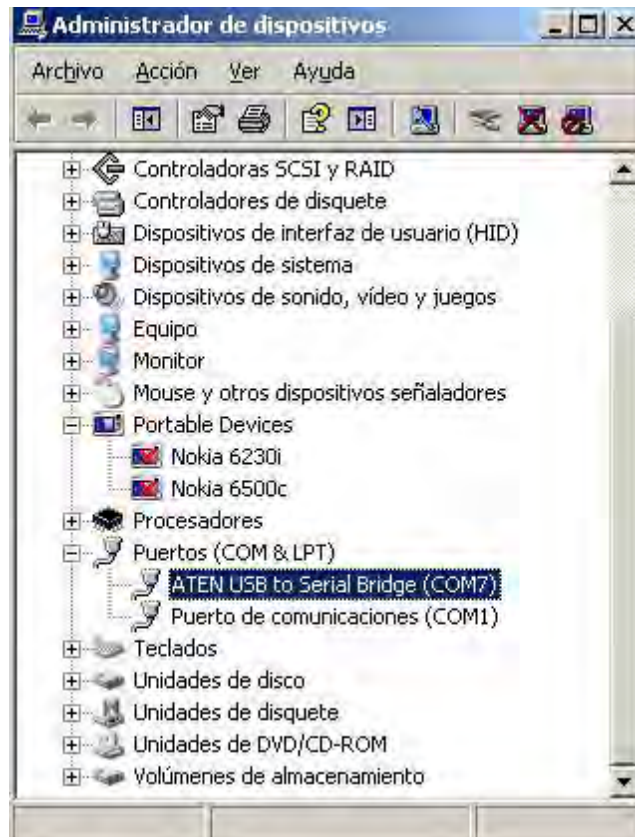 Administrador de dispositivos
Archivo Acción Ver Ayuda
Controladoras SCSI y RAID
Controladores de disquete
Dispositivos de interfaz de usuario (HID)
Dispositivos de sistema
Dispositivos de sonido, vídeo y juegos
Equipo
Monitor
Mouse y otros dispositivos señaladores
Portable Devices
Nokia 6230i
Nokia 6500c
Procesadores
Puertos (COM & LPT)
ATEN USB to Serial Bridge (COM7)
Puerto de comunicaciones (COM1)
Teclados
Unidades de disco
Unidades de disquete
Unidades de DVD/CD-ROM
Volúmenes de almacenamiento